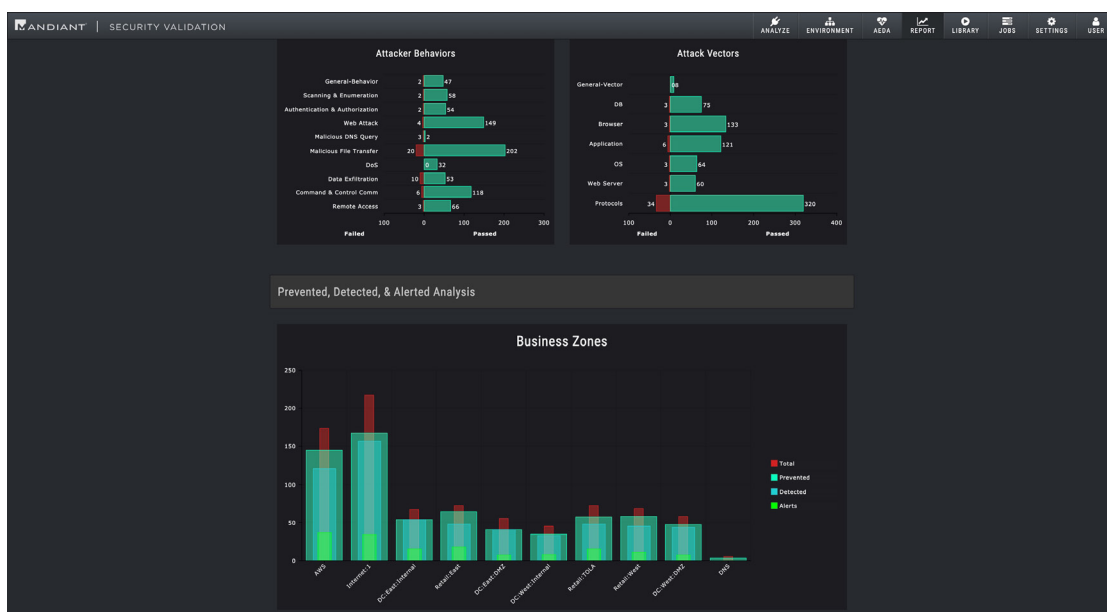 MANDIANT | SECURITY VALIDATION
ANALYZE ENVIRONMENT AEDA REPORT LIBRARY JOBS SETTINGS USER
Attacker Behaviors
General-Behavior 2 47
Scanning & Enumeration 2 58
Authentication & Authorization 2 54
Web Attack 4 149
Malicious DNS Query 3 2
Malicious File Transfer 20 202
DoS 0 32
Data Exfiltration 10 53
Command & Control Comm 6 118
Remote Access 3 66
100 0 100 200 300
Failed Passed
Attack Vectors
General-Vector
DB 3 75
Browser 3 133
Application 6 121
OS 3 64
Web Server 3 60
Protocols 34 320
100 0 100 200 300 400
Failed Passed
Prevented, Detected, & Alerted Analysis
Business Zones
250
200
150
100
50
0
AWS
Internet:1
DC:East:Internal
Retail:East
DC:East:DMZ
DC:West:Internal
Retail:TOLA
Retail:West
DC:West:DMZ
DNS
Total
Prevented
Detected
Alerts